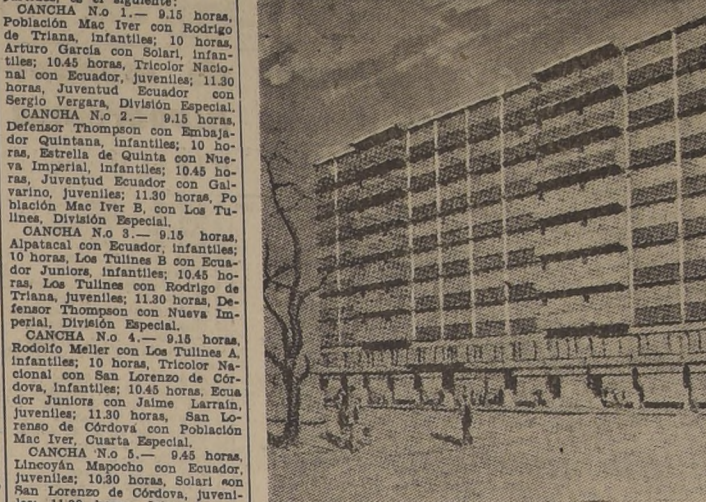 es el siguiente:
CANCHA N.o 1.— 9.15 horas,
Población Mac Iver con Rodrigo
de Triana, infantiles; 10 horas,
Arturo García con Solari, infan-
tiles; 10.45 horas, Tricolor Nacio-
nal con Ecuador, juveniles; 11.30
horas, Juventud Ecuador con
Sergio Vergara, División Especial.
CANCHA N.o 2.— 9.15 horas,
Defensor Thompson con Embaja-
dor Quintana, infantiles; 10 ho-
ras, Estrella de Quinta con Nue-
va Imperial, infantiles; 10.45 ho-
ras, Juventud Ecuador con Gal-
varino, juveniles; 11.30 horas, Po
blación Mac Iver B, con Los Tu-
lines, División Especial.
CANCHA N.o 3.— 9.15 horas,
Alpatacal con Ecuador, infantiles;
10 horas, Los Tulines B con Ecua-
dor Juniors, infantiles; 10.45 ho-
ras, Los Tulines con Rodrigo de
Triana, juveniles; 11.30 horas, De-
fensor Thompson con Nueva Im-
perial, División Especial.
CANCHA N.o 4.— 9.15 horas,
Rodolfo Meller con Los Tulines A,
infantiles; 10 horas, Tricolor Na-
cional con San Lorenzo de Cór-
dova, infantiles; 10.45 horas, Ecua
dor Juniors con Jaime Larraín,
juveniles; 11.30 horas, San Lo-
renso de Córdova con Población
Mac Iver, Cuarta Especial.
CANCHA N.o 5.— 9.45 horas,
Lincoyán Mapocho con Ecuador,
juveniles; 10.30 horas, Solari con
San Lorenzo de Córdova, juveni-